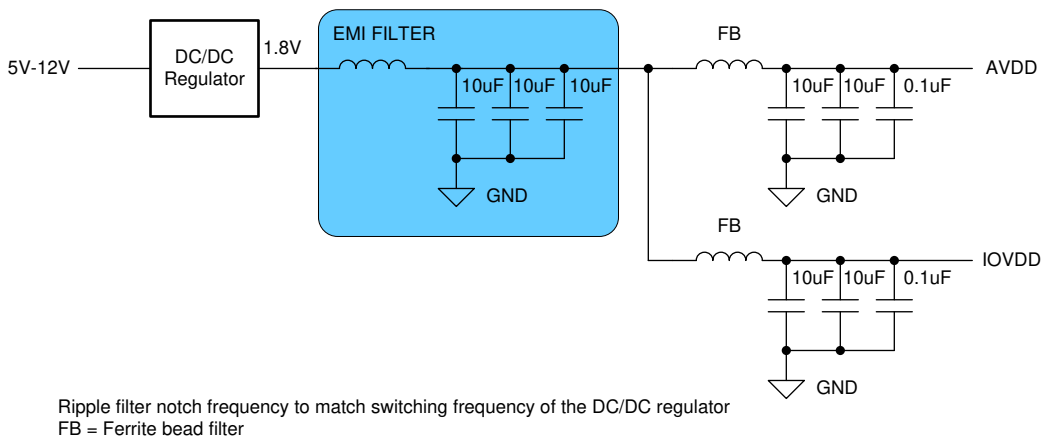 EMI FILTER
FB
5V-12V
DC/DC
Regulator
1.8V
AVDD
10uF 10uF 10uF
10uF 10uF 0.1uF
GND
GND
FB
IOVDD
10uF 10uF 0.1uF
GND
Ripple filter notch frequency to match switching frequency of the DC/DC regulator
FB = Ferrite bead filter